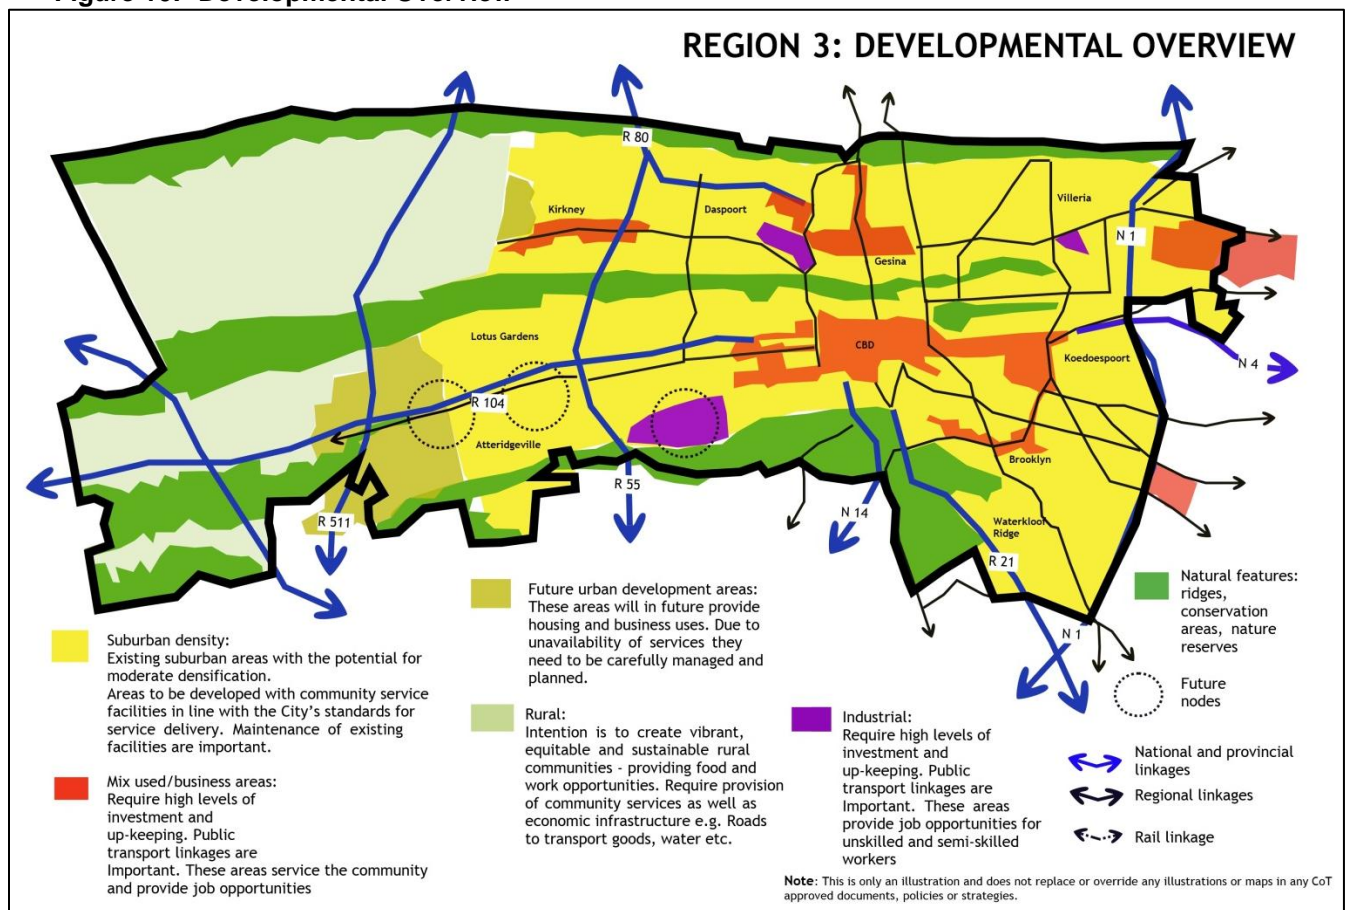 Figure 10: Developmental Overview
REGION 3: DEVELOPMENTAL OVERVIEW
R 80
Kirkney
Daspoort
Villeria
N 1
Gesina
Lotus Gardens
CBD
Koedoespoort
N 4
R 104
Atteridgeville
Brooklyn
R 55
R 511
N 14
Waterkloof
Ridge
R 21
N 1
Suburban density:
Existing suburban areas with the potential for
moderate densification.
Areas to be developed with community service
facilities in line with the City's standards for
service delivery. Maintenance of existing
facilities are important.
Mix used/business areas:
Require high levels of
investment and
up-keeping. Public
transport linkages are
Important. These areas service the community
and provide job opportunities
Future urban development areas:
These areas will in future provide
housing and business uses. Due to
unavailability of services they
need to be carefully managed and
planned.
Rural:
Intention is to create vibrant,
equitable and sustainable rural
communities - providing food and
work opportunities. Require provision
of community services as well as
economic infrastructure e.g. Roads
to transport goods, water etc.
Industrial:
Require high levels of
investment and
up-keeping. Public
transport linkages are
Important. These areas
provide job opportunities for
unskilled and semi-skilled
workers
Natural features:
ridges,
conservation
areas, nature
reserves
Future
nodes
National and provincial
linkages
Regional linkages
Rail linkage
Note: This is only an illustration and does not replace or override any illustrations or maps in any CoT
approved documents, policies or strategies.